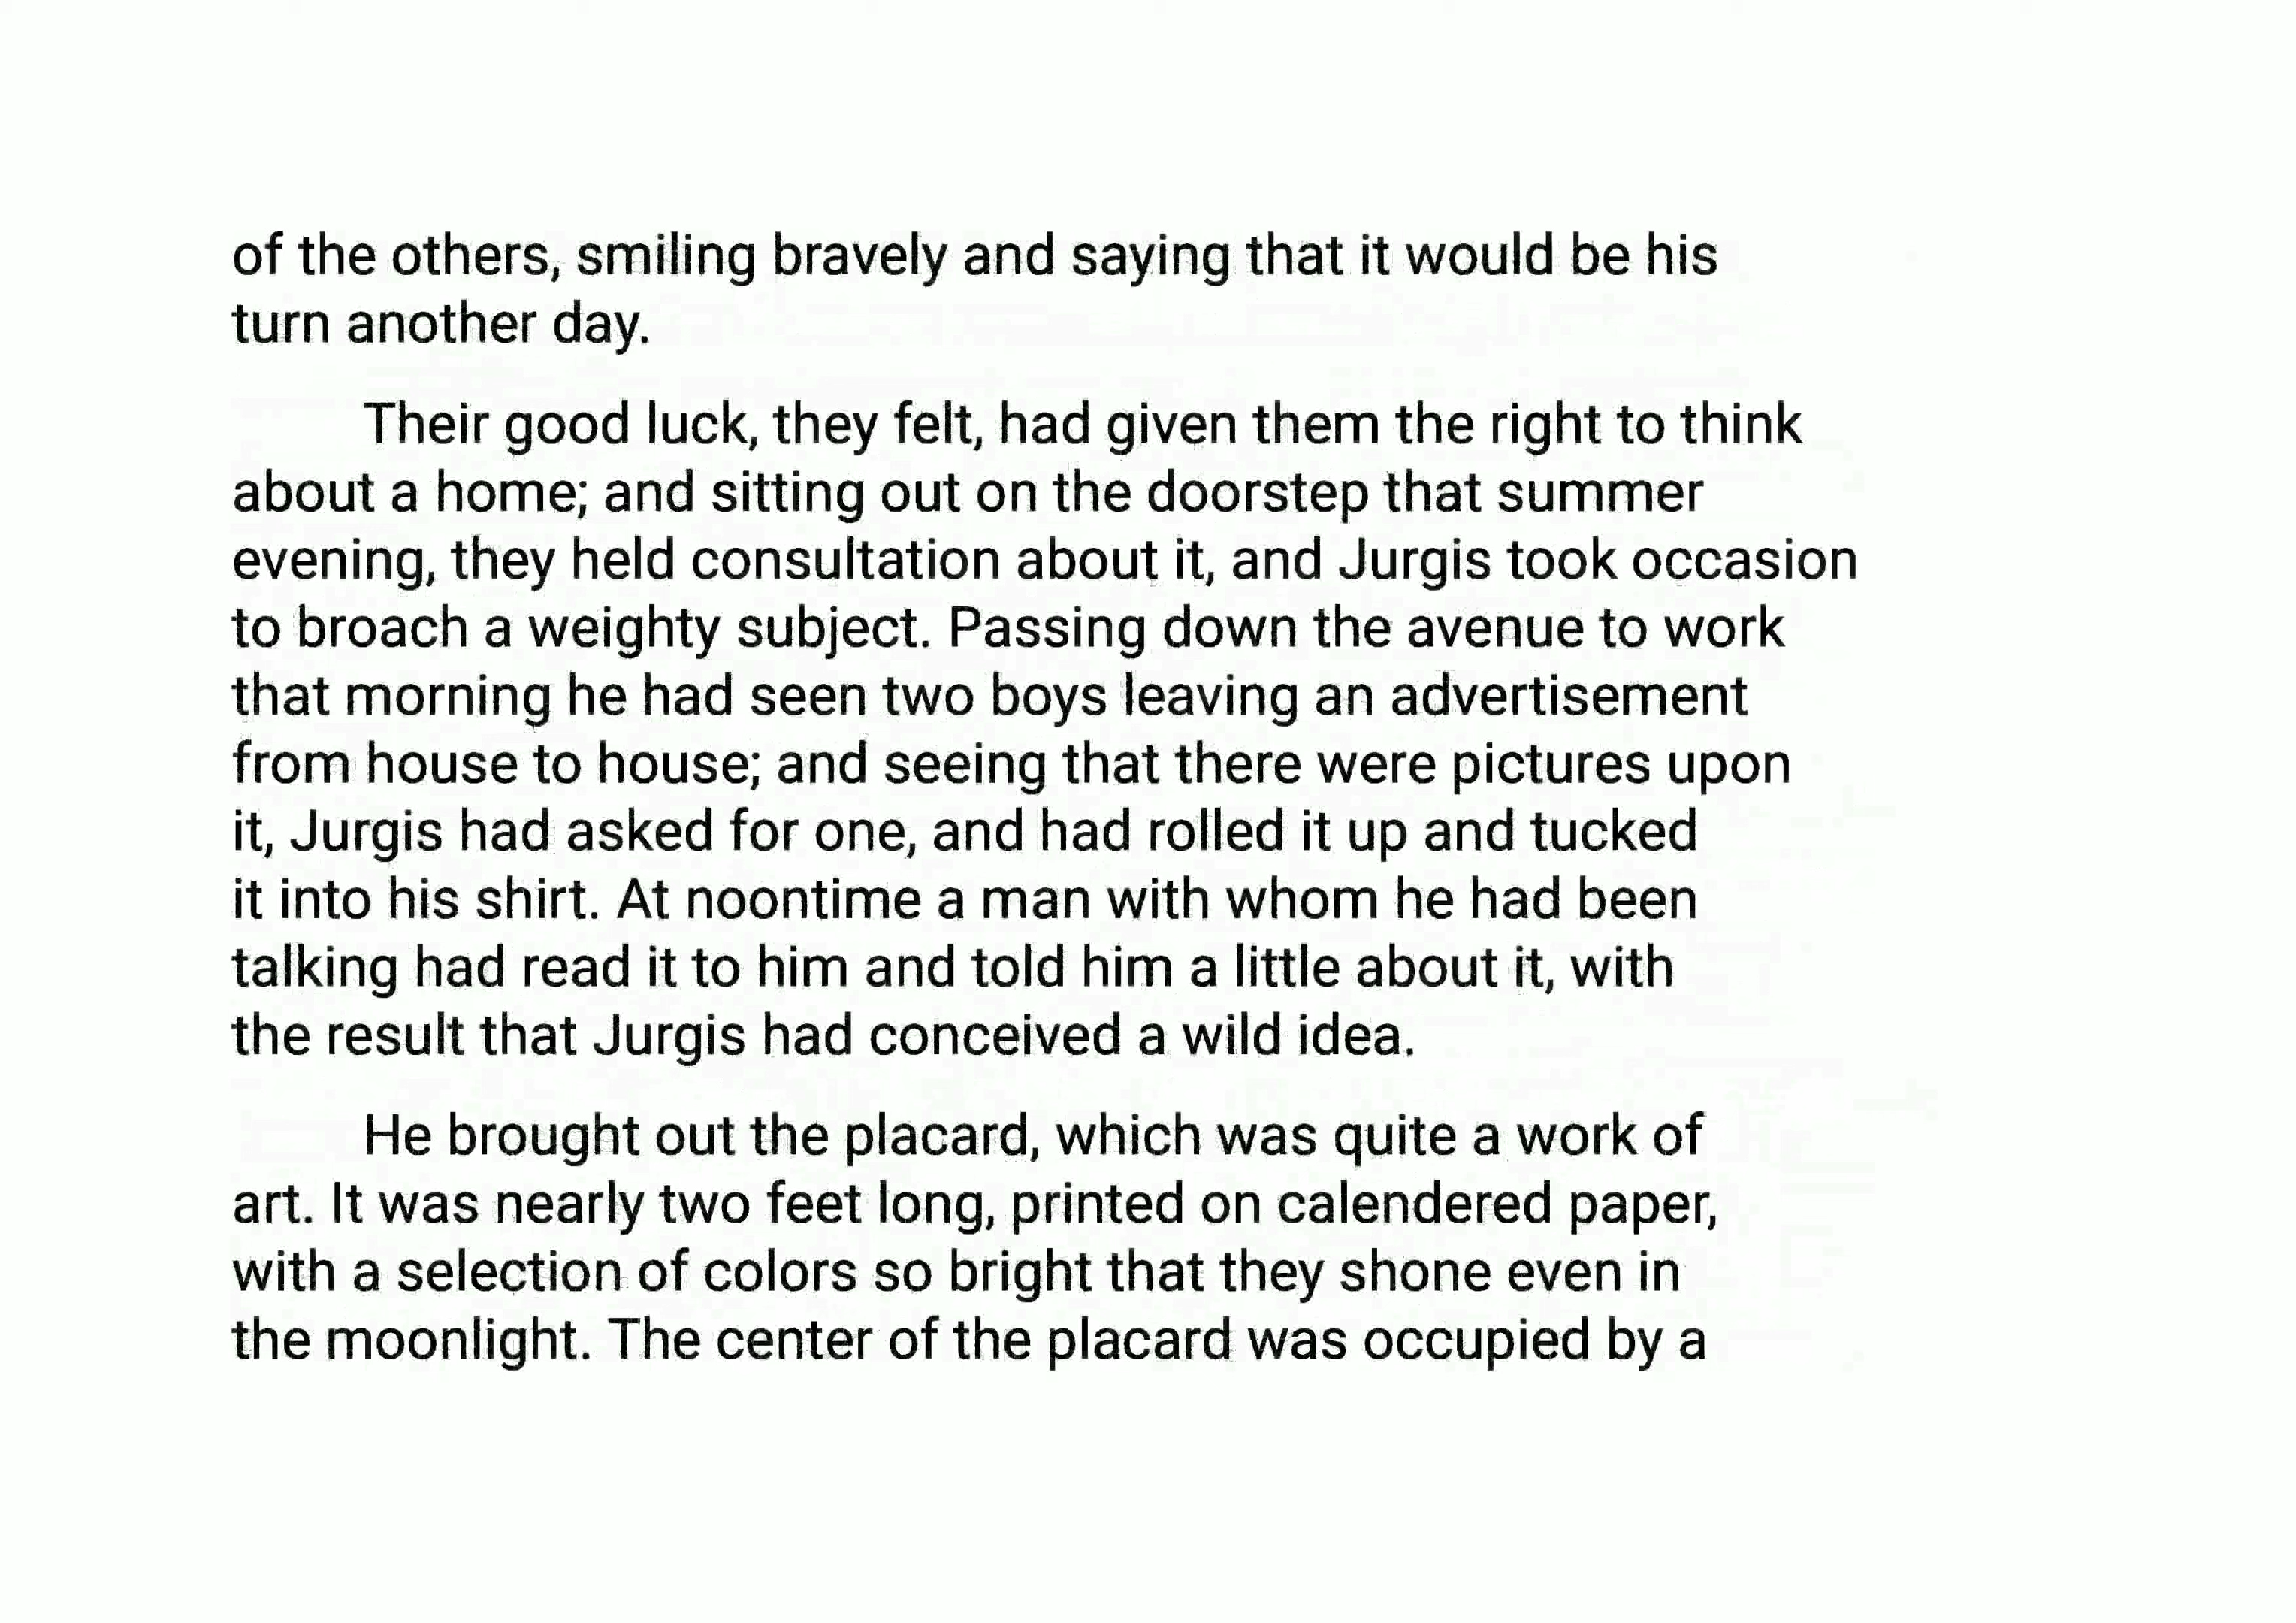 of the others, smiling bravely and saying that it would be his
turn another day.
Their good luck, they felt, had given them the right to think
about a home; and sitting out on the doorstep that summer
evening, they held consultation about it, and Jurgis took occasion
to broach a weighty subject. Passing down the avenue to work
that morning he had seen two boys leaving an advertisement
from house to house; and seeing that there were pictures upon
it, Jurgis had asked for one, and had rolled it up and tucked
it into his shirt. At noontime a man with whom he had been
talking had read it to him and told him a little about it, with
the result that Jurgis had conceived a wild idea.
He brought out the placard, which was quite a work of
art. It was nearly two feet long, printed on calendered paper,
with a selection of colors so bright that they shone even in
the moonlight. The center of the placard was occupied by a